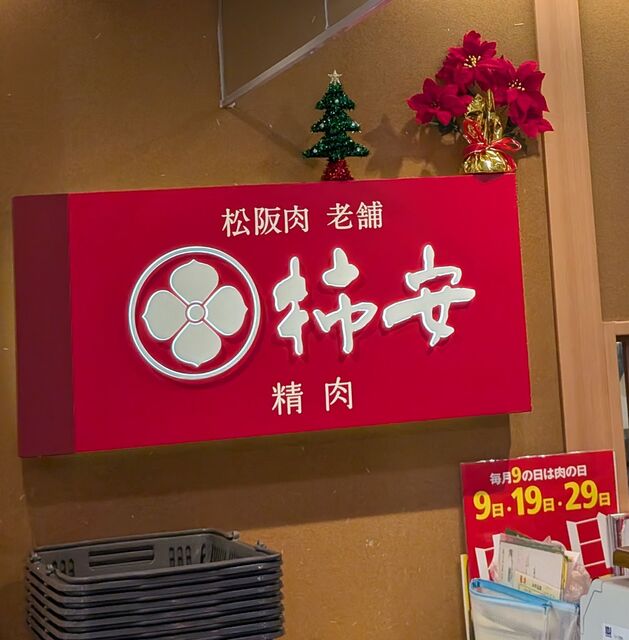 松阪肉 老舗
柿安
精肉
毎月9の日は肉の日
9日・19日・29日